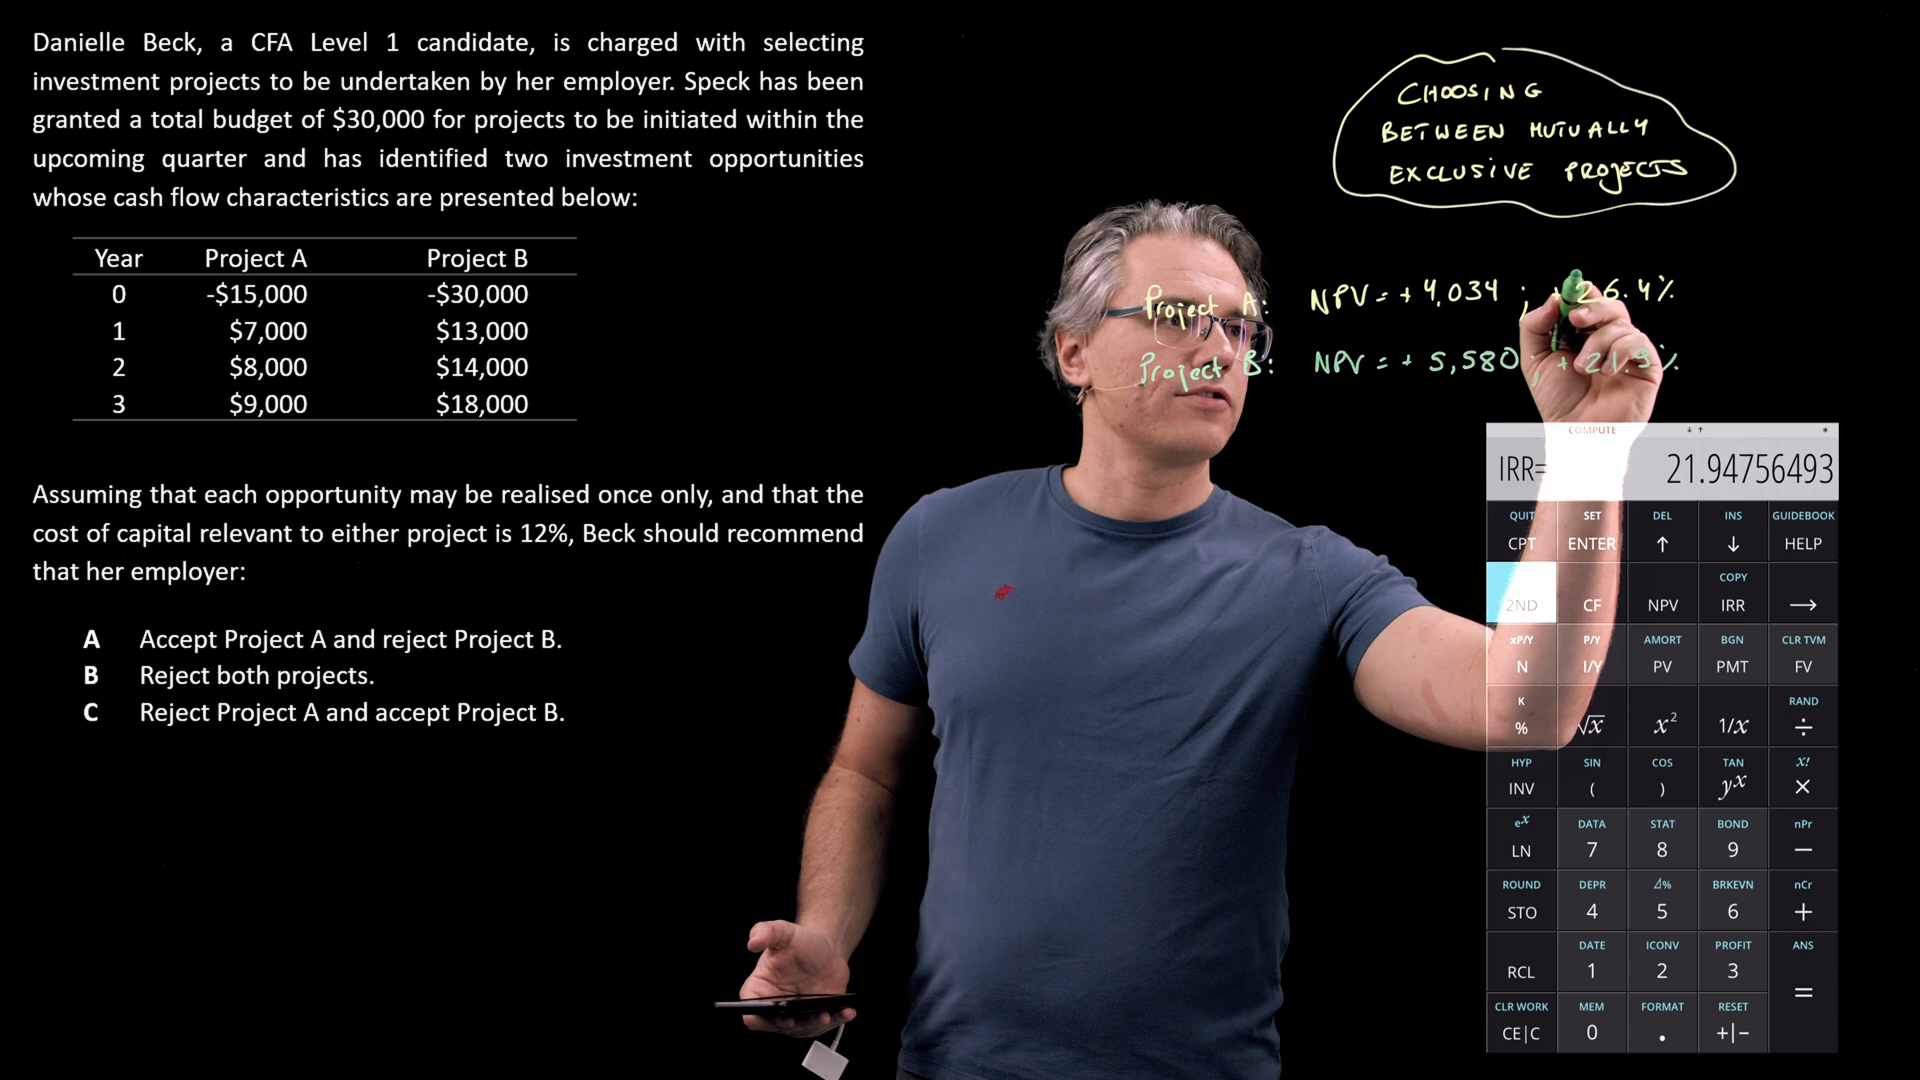 Danielle Beck, a CFA Level 1 candidate, is charged with selecting
investment projects to be undertaken by her employer. Speck has been
granted a total budget of $30,000 for projects to be initiated within the
upcoming quarter and has identified two investment opportunities
whose cash flow characteristics are presented below:
Year Project A Project B
0 -$15,000 -$30,000
1 $7,000 $13,000
2 $8,000 $14,000
3 $9,000 $18,000
Assuming that each opportunity may be realised once only, and that the
cost of capital relevant to either project is 12%, Beck should recommend
that her employer:
A Accept Project A and reject Project B.
B Reject both projects.
C Reject Project A and accept Project B.
CHOOSING
BETWEEN MUTUALLY
EXCLUSIVE PROJECTS
Project A: NPV = + 4,034 ; + 26.4%
Project B: NPV = + 5,580 ; + 21.9%
COMPUTE ↓ ↑ *
IRR= 21.94756493
QUIT SET DEL INS GUIDEBOOK
CPT ENTER ↑ ↓ HELP
COPY
2ND CF NPV IRR →
xP/Y P/Y AMORT BGN CLR TVM
N I/Y PV PMT FV
K RAND
% √x x² 1/x ÷
HYP SIN COS TAN x!
INV ( ) yˣ ×
eˣ DATA STAT BOND nPr
LN 7 8 9 −
ROUND DEPR Δ% BRKEVN nCr
STO 4 5 6 +
DATE ICONV PROFIT ANS
RCL 1 2 3 =
CLR WORK MEM FORMAT RESET
CE|C 0 . +|−